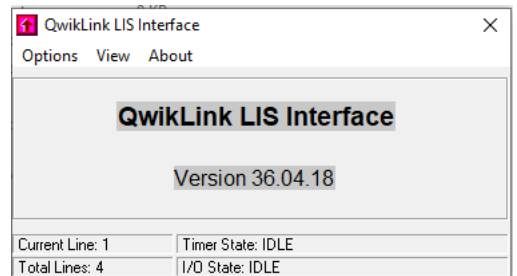 QwikLink LIS Interface
Options View About
QwikLink LIS Interface
Version 36.04.18
Current Line: 1 Timer State: IDLE
Total Lines: 4 I/O State: IDLE